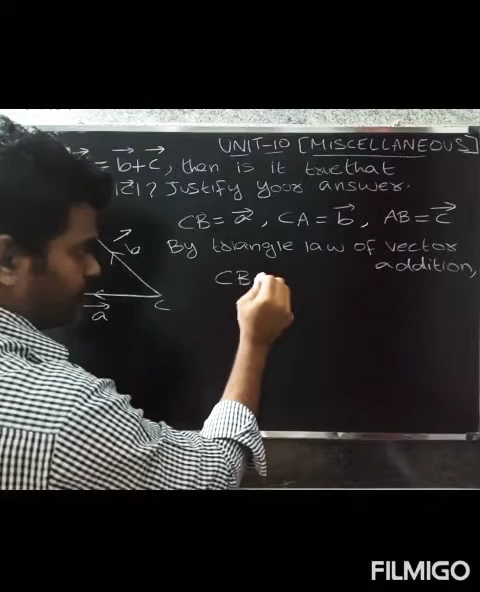 UNIT-10 [MISCELLANEOUS]
= b⃗ + c⃗, then is it true that
|c⃗|? Justify your answer.
CB = a⃗, CA = b⃗, AB = c⃗
By triangle law of vector
addition,
b⃗
CB
a⃗
C
FILMIGO